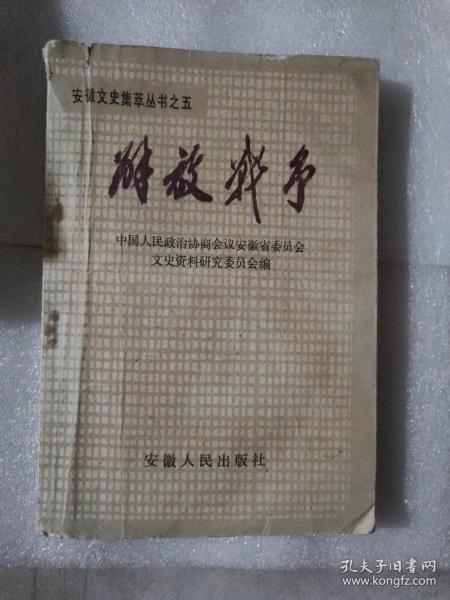 安徽文史集萃丛书之五
解放战争
中国人民政治协商会议安徽省委员会
文史资料研究委员会编
安徽人民出版社
孔夫子旧书网
www.kongfz.com